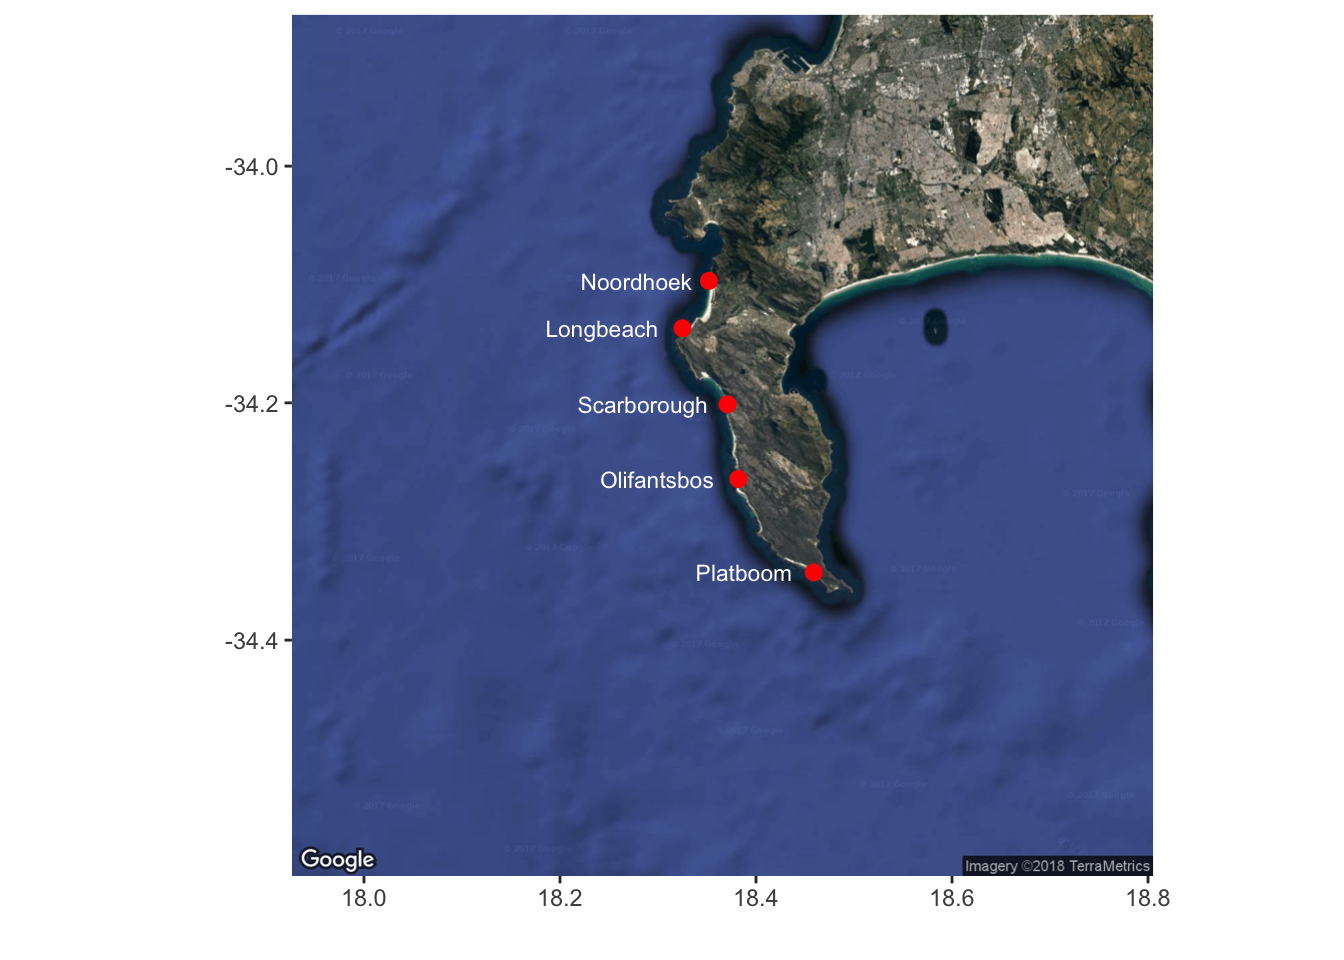 -34.0
Noordhoek
Longbeach
-34.2
Scarborough
Olifantsbos
Platboom
-34.4
Google
Imagery ©2018 TerraMetrics
18.0
18.2
18.4
18.6
18.8